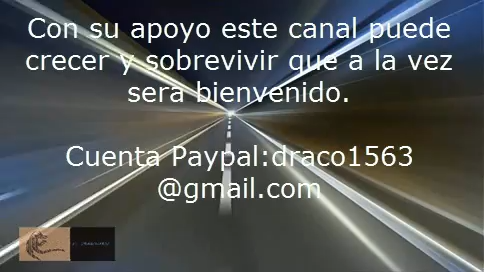 Con su apoyo este canal puede
crecer y sobrevivir que a la vez
sera bienvenido.
Cuenta Paypal:draco1563
@gmail.com